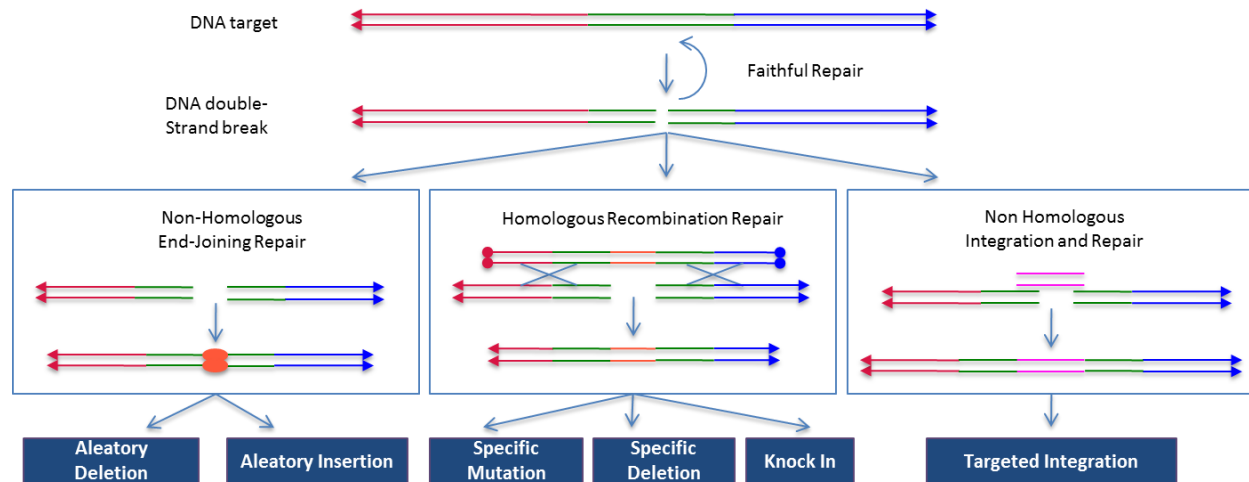 DNA target
Faithful Repair
DNA double-
Strand break
Non-Homologous
End-Joining Repair
Homologous Recombination Repair
Non Homologous
Integration and Repair
Aleatory
Deletion
Aleatory Insertion
Specific
Mutation
Specific
Deletion
Knock In
Targeted Integration